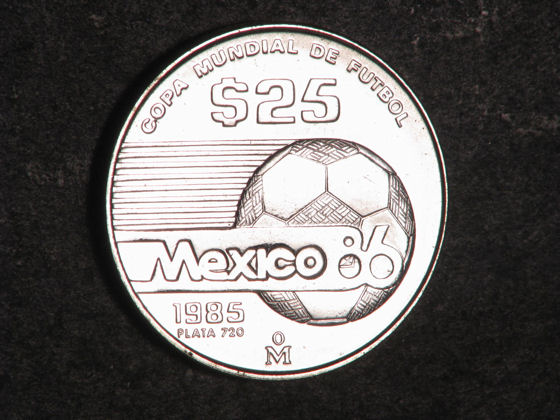 COPA MUNDIAL DE FUTBOL
$25
Mexico 86
1985
PLATA 720
O
M